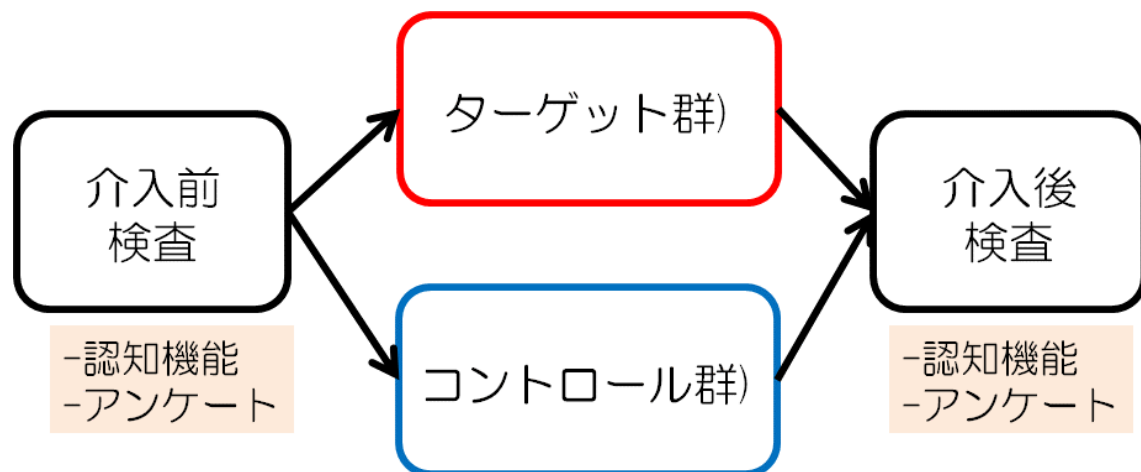 介入前
検査
-認知機能
-アンケート
ターゲット群)
コントロール群)
介入後
検査
-認知機能
-アンケート